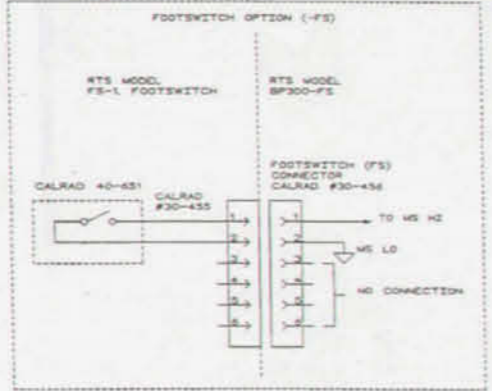 FOOTSWITCH OPTION (-FS)
RTS MODEL
FS-1, FOOTSWITCH
RTS MODEL
BP300-FS
FOOTSWITCH (FS)
CONNECTOR
CALRAD #30-456
CALRAD 40-651
CALRAD
#30-455
1
2
3
4
5
6
1
2
3
4
5
6
TO MS HI
MS LO
NO CONNECTION